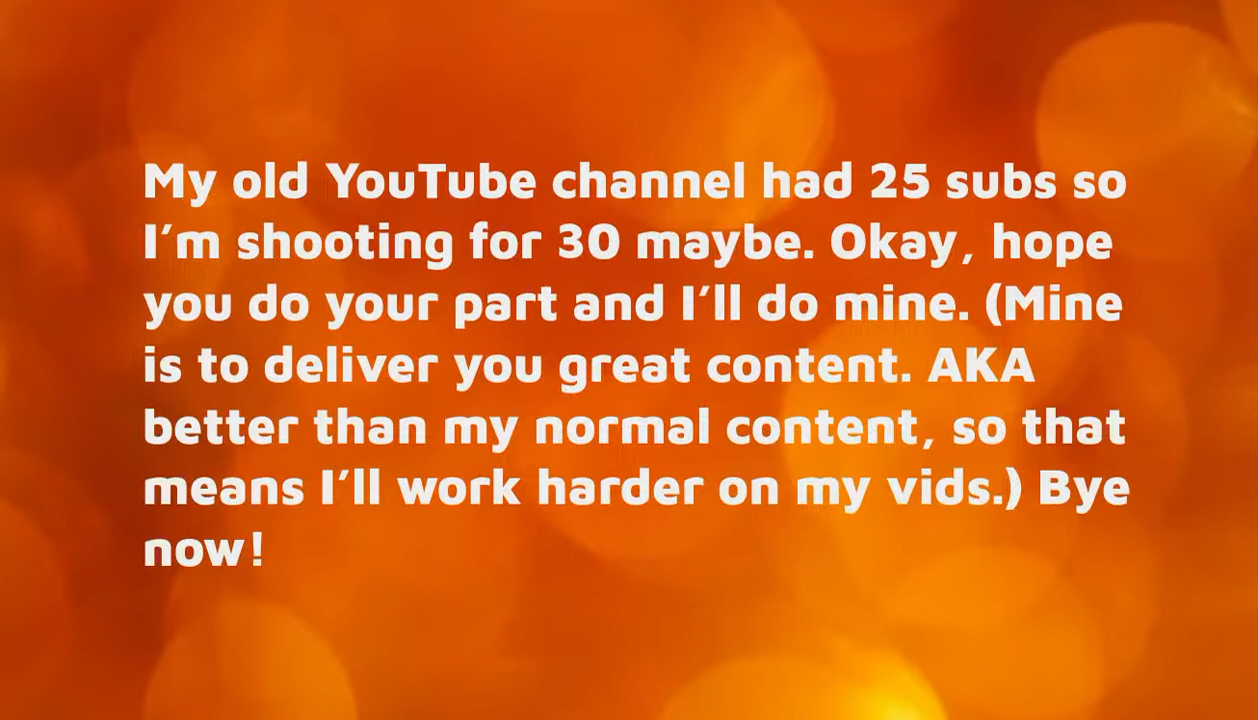 My old YouTube channel had 25 subs so
I'm shooting for 30 maybe. Okay, hope
you do your part and I'll do mine. (Mine
is to deliver you great content. AKA
better than my normal content, so that
means I'll work harder on my vids.) Bye
now!